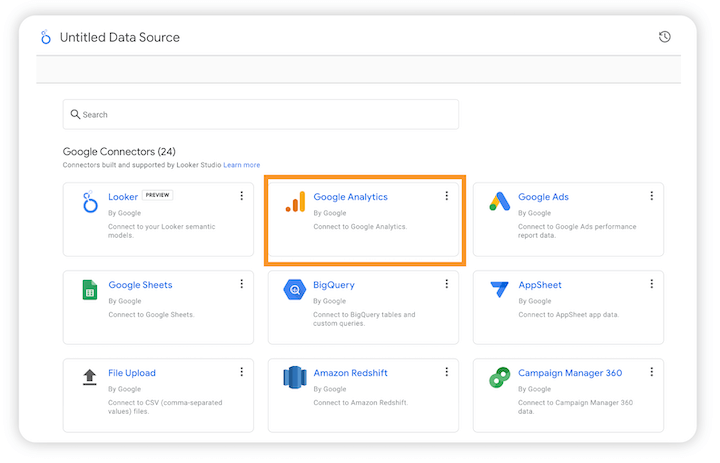 Untitled Data Source
Search
Google Connectors (24)
Connectors built and supported by Looker Studio Learn more
Looker PREVIEW
By Google
Connect to your Looker semantic
models.
Google Analytics
By Google
Connect to Google Analytics.
Google Ads
By Google
Connect to Google Ads performance
report data.
Google Sheets
By Google
Connect to Google Sheets.
BigQuery
By Google
Connect to BigQuery tables and
custom queries.
AppSheet
By Google
Connect to AppSheet app data.
File Upload
By Google
Connect to CSV (comma-separated
values) files.
Amazon Redshift
By Google
Connect to Amazon Redshift.
Campaign Manager 360
By Google
Connect to Campaign Manager 360
data.